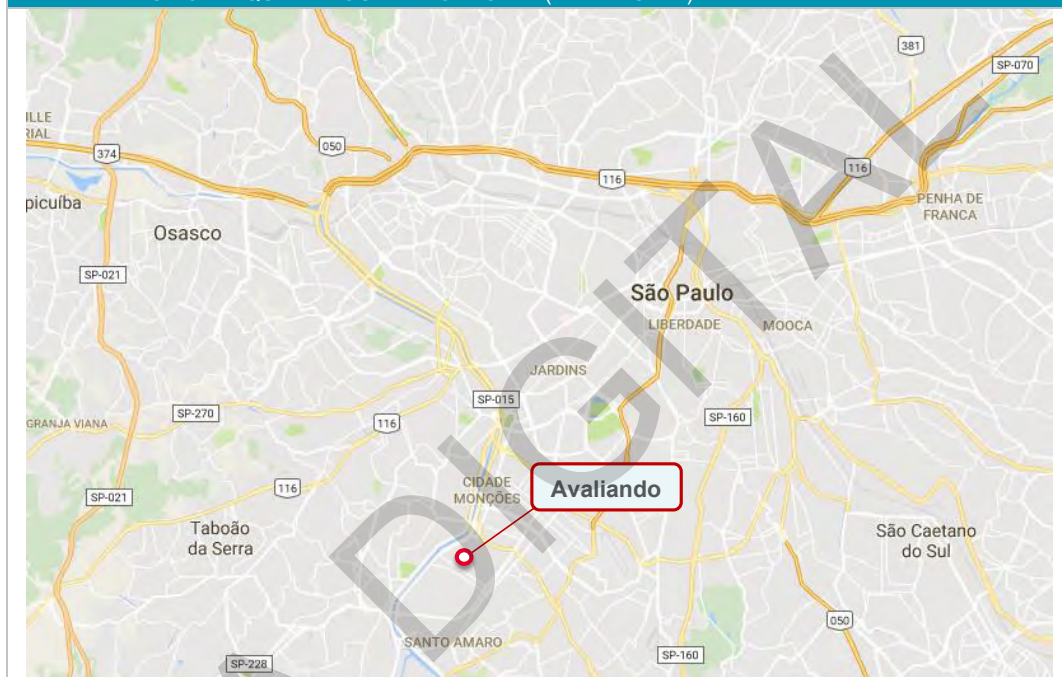 381
SP-070
374
050
116
116
picuíba
PENHA DE
FRANCA
Osasco
SP-021
São Paulo
LIBERDADE
MOOCA
JARDINS
SP-015
SP-270
116
SP-160
GRANJA VIANA
CIDADE
MONÇÕES
Avaliando
116
SP-021
Taboão
da Serra
São Caetano
do Sul
050
SANTO AMARO
SP-160
SP-228
DIGITAL